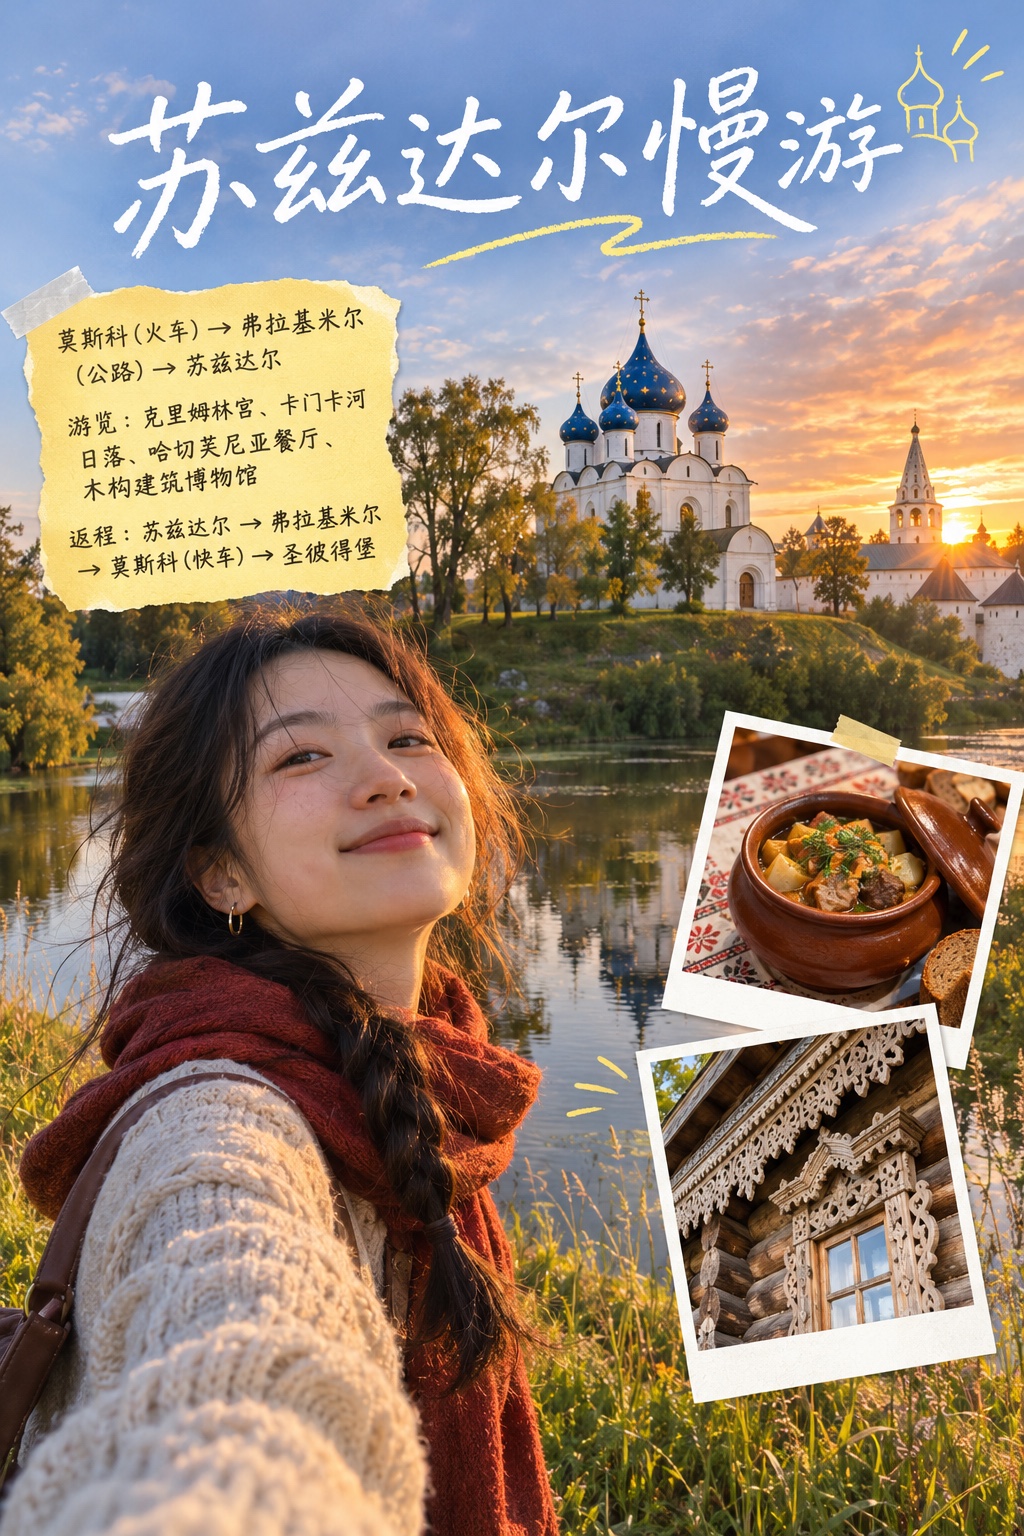 苏兹达尔慢游
莫斯科(火车) → 弗拉基米尔
(公路) → 苏兹达尔
游览：克里姆林宫、卡门卡河
日落、哈切芙尼亚餐厅、
木构建筑博物馆
返程：苏兹达尔 → 弗拉基米尔
→ 莫斯科(快车) → 圣彼得堡